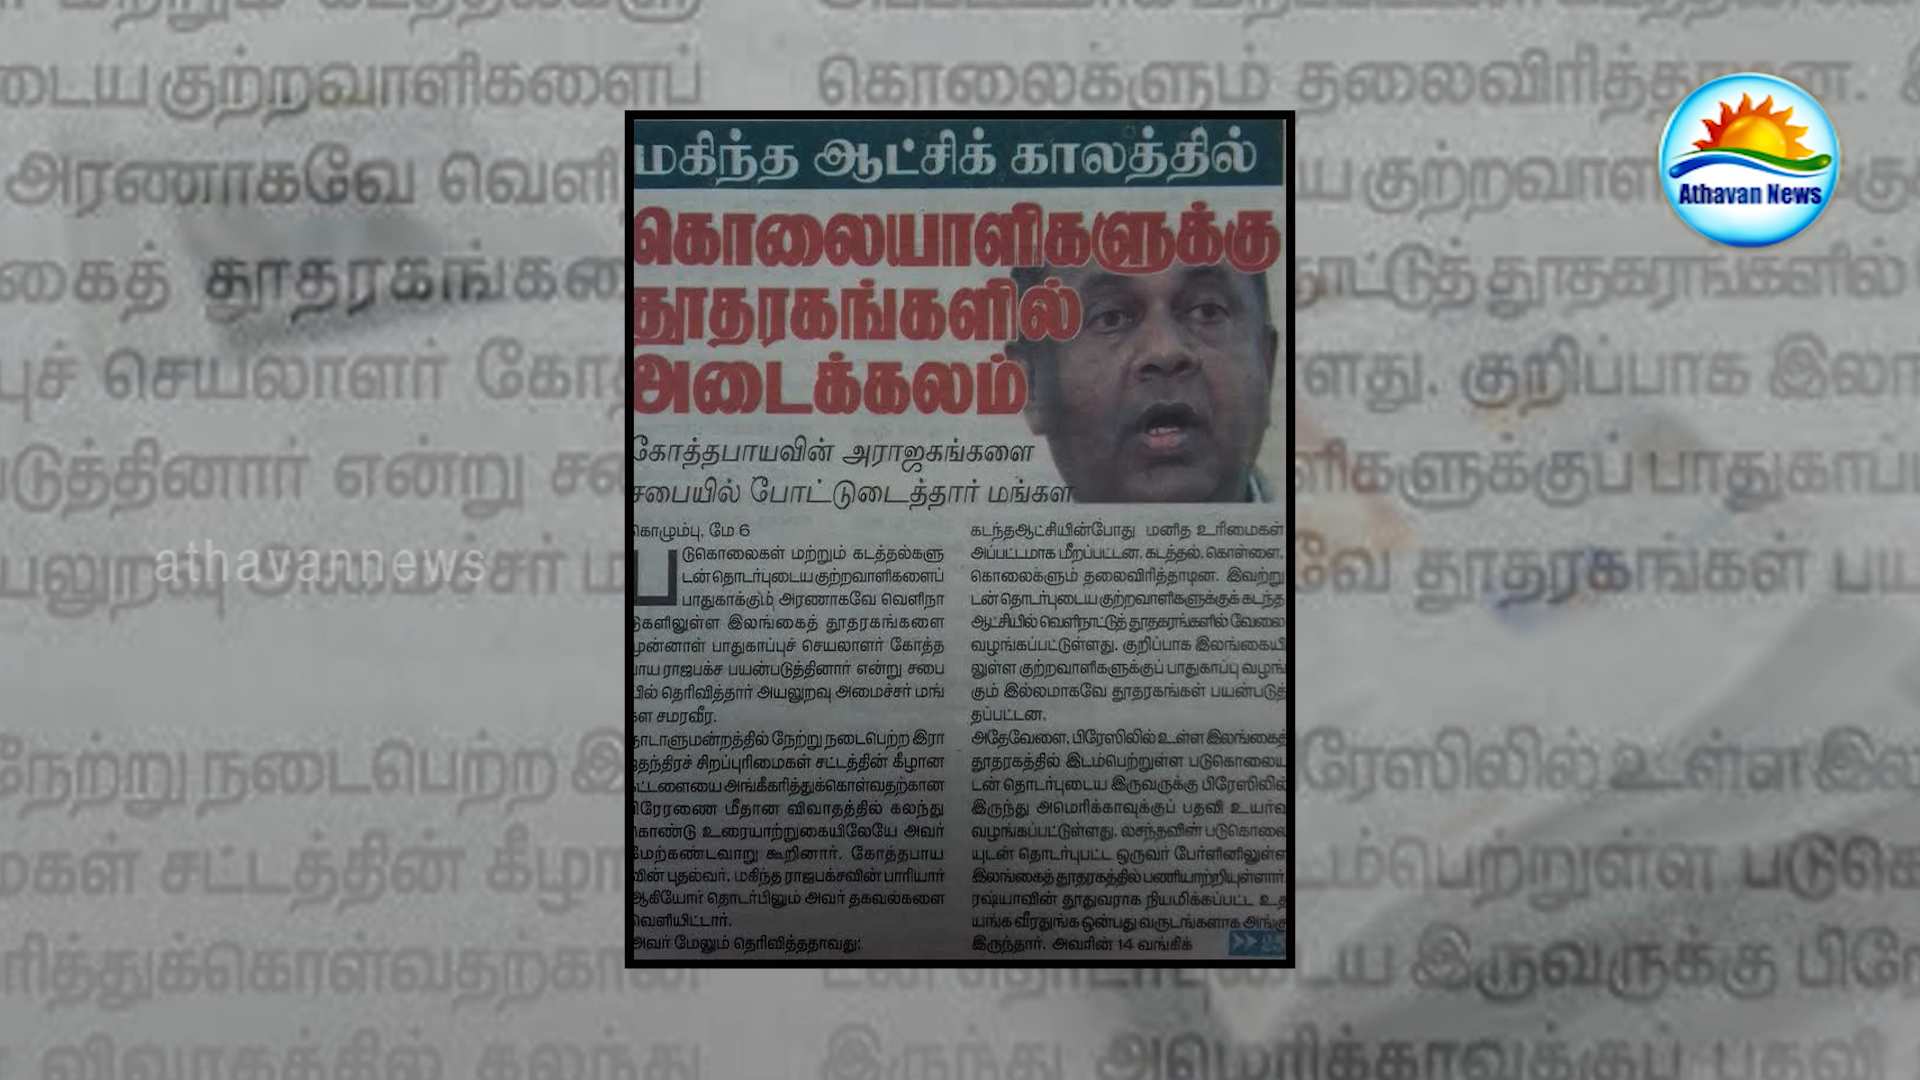 மகிந்த ஆட்சிக் காலத்தில்
கொலையாளிகளுக்கு
தூதரகங்களில்
அடைக்கலம்
கோத்தபாயவின் அராஜகங்களை
சபையில் போட்டுடைத்தார் மங்கள
கொழும்பு, மே 6
படுகொலைகள் மற்றும் கடத்தல்களு
டன் தொடர்புடைய குற்றவாளிகளைப்
பாதுகாக்கும் அரணாகவே வெளிநா
டுகளிலுள்ள இலங்கைத் தூதரகங்களை
முன்னாள் பாதுகாப்புச் செயலாளர் கோத்த
பாய ராஜபக்ச பயன்படுத்தினார் என்று சபை
யில் தெரிவித்தார் அயலுறவு அமைச்சர் மங்
கள சமரவீர.
நாடாளுமன்றத்தில் நேற்று நடைபெற்ற இரா
ஜதந்திரச் சிறப்புரிமைகள் சட்டத்தின் கீழான
கட்டளையை அங்கீகரித்துக்கொள்வதற்கான
பிரேரணை மீதான விவாதத்தில் கலந்து
கொண்டு உரையாற்றுகையிலேயே அவர்
மேற்கண்டவாறு கூறினார். கோத்தபாய
வின் புதல்வர், மகிந்த ராஜபக்சவின் பாரியார்
ஆகியோர் தொடர்பிலும் அவர் தகவல்களை
வெளியிட்டார்.
அவர் மேலும் தெரிவித்ததாவது:
கடந்தஆட்சியின்போது மனித உரிமைகள்
அப்பட்டமாக மீறப்பட்டன. கடத்தல், கொள்ளை,
கொலைகளும் தலைவிரித்தாடின. இவற்று
டன் தொடர்புடைய குற்றவாளிகளுக்குக் கடந்த
ஆட்சியில் வெளிநாட்டுத் தூதகரங்களில் வேலை
வழங்கப்பட்டுள்ளது. குறிப்பாக இலங்கையி
லுள்ள குற்றவாளிகளுக்குப் பாதுகாப்பு வழங்
கும் இல்லமாகவே தூதரகங்கள் பயன்படுத்
தப்பட்டன.
அதேவேளை, பிரேஸிலில் உள்ள இலங்கைத்
தூதரகத்தில் இடம்பெற்றுள்ள படுகொலை
டன் தொடர்புடைய இருவருக்கு பிரேஸிலில்
இருந்து அமெரிக்காவுக்குப் பதவி உயர்வு
வழங்கப்பட்டுள்ளது. லசந்தவின் படுகொலை
யுடன் தொடர்புபட்ட ஒருவர் பேர்ளினிலுள்ள
இலங்கைத் தூதரகத்தில் பணியாற்றியுள்ளார்.
ரஷ்யாவின் தூதுவராக நியமிக்கப்பட்ட உத
யங்க வீரதுங்க ஒன்பது வருடங்களாக அங்கு
இருந்தார். அவரின் 14 வங்கிக்
Athavan News
athavannews